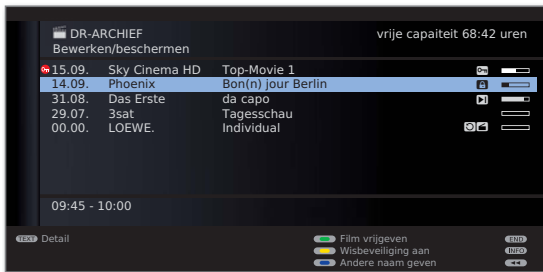 DR-ARCHIEF vrije capaiteit 68:42 uren
Bewerken/beschermen
15.09. Sky Cinema HD Top-Movie 1
14.09. Phoenix Bon(n) jour Berlin
31.08. Das Erste da capo
29.07. 3sat Tagesschau
00.00. LOEWE. Individual
09:45 - 10:00
TEXT Detail Film vrijgeven END
Wisbeveiliging aan INFO
Andere naam geven